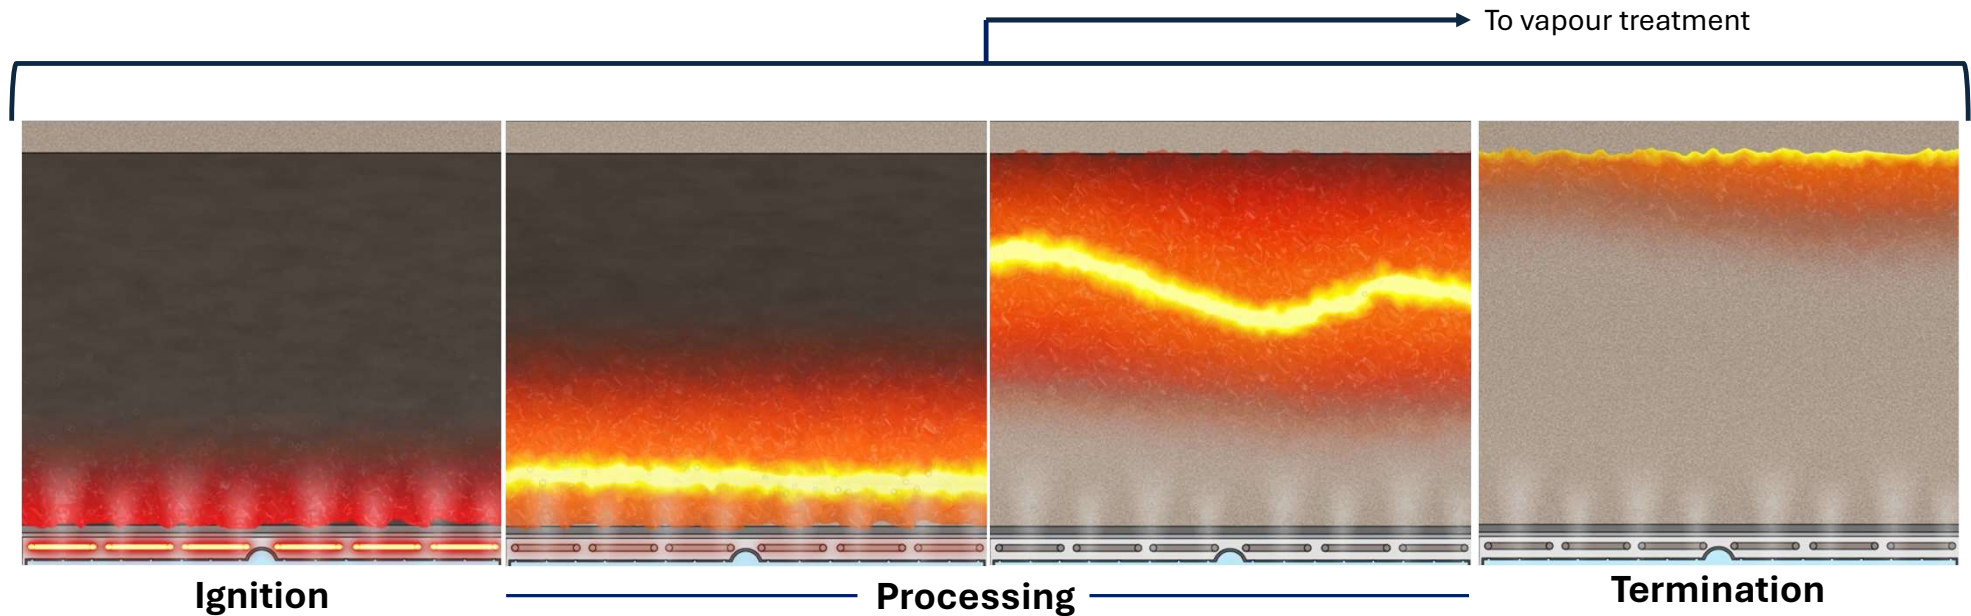 To vapour treatment
Ignition
Processing
Termination